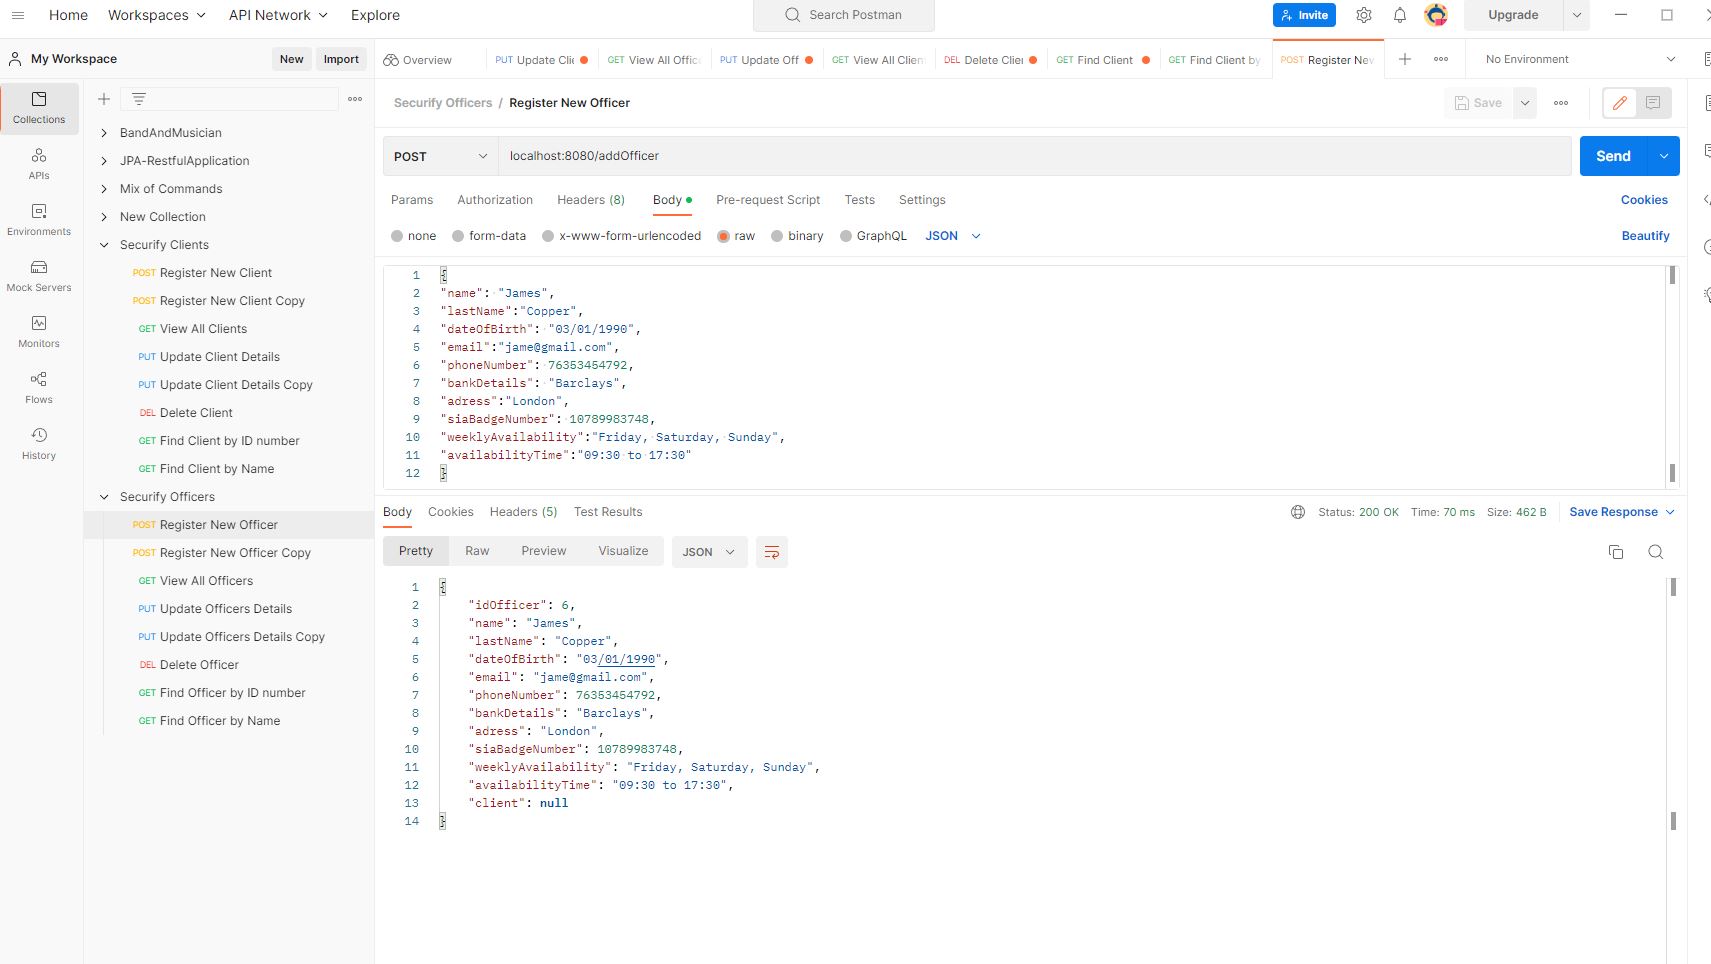 Home Workspaces API Network Explore
Search Postman
Invite
Upgrade
My Workspace New Import
Overview PUT Update Clie GET View All Offic PUT Update Off GET View All Clien DEL Delete Clier GET Find Client GET Find Client by POST Register Nev No Environment
Collections
APIs
Environments
Mock Servers
Monitors
Flows
History
BandAndMusician
JPA-RestfulApplication
Mix of Commands
New Collection
Securify Clients
POST Register New Client
POST Register New Client Copy
GET View All Clients
PUT Update Client Details
PUT Update Client Details Copy
DEL Delete Client
GET Find Client by ID number
GET Find Client by Name
Securify Officers
POST Register New Officer
POST Register New Officer Copy
GET View All Officers
PUT Update Officers Details
PUT Update Officers Details Copy
DEL Delete Officer
GET Find Officer by ID number
GET Find Officer by Name
Securify Officers / Register New Officer
Save
POST localhost:8080/addOfficer Send
Params Authorization Headers (8) Body Pre-request Script Tests Settings Cookies
none form-data x-www-form-urlencoded raw binary GraphQL JSON Beautify
1 {
2 "name": "James",
3 "lastName":"Copper",
4 "dateOfBirth": "03/01/1990",
5 "email":"jame@gmail.com",
6 "phoneNumber": 76353454792,
7 "bankDetails": "Barclays",
8 "adress":"London",
9 "siaBadgeNumber": 10789983748,
10 "weeklyAvailability":"Friday, Saturday, Sunday",
11 "availabilityTime":"09:30 to 17:30"
12 }
Body Cookies Headers (5) Test Results Status: 200 OK Time: 70 ms Size: 462 B Save Response
Pretty Raw Preview Visualize JSON
1 {
2 "idOfficer": 6,
3 "name": "James",
4 "lastName": "Copper",
5 "dateOfBirth": "03/01/1990",
6 "email": "jame@gmail.com",
7 "phoneNumber": 76353454792,
8 "bankDetails": "Barclays",
9 "adress": "London",
10 "siaBadgeNumber": 10789983748,
11 "weeklyAvailability": "Friday, Saturday, Sunday",
12 "availabilityTime": "09:30 to 17:30",
13 "client": null
14 }